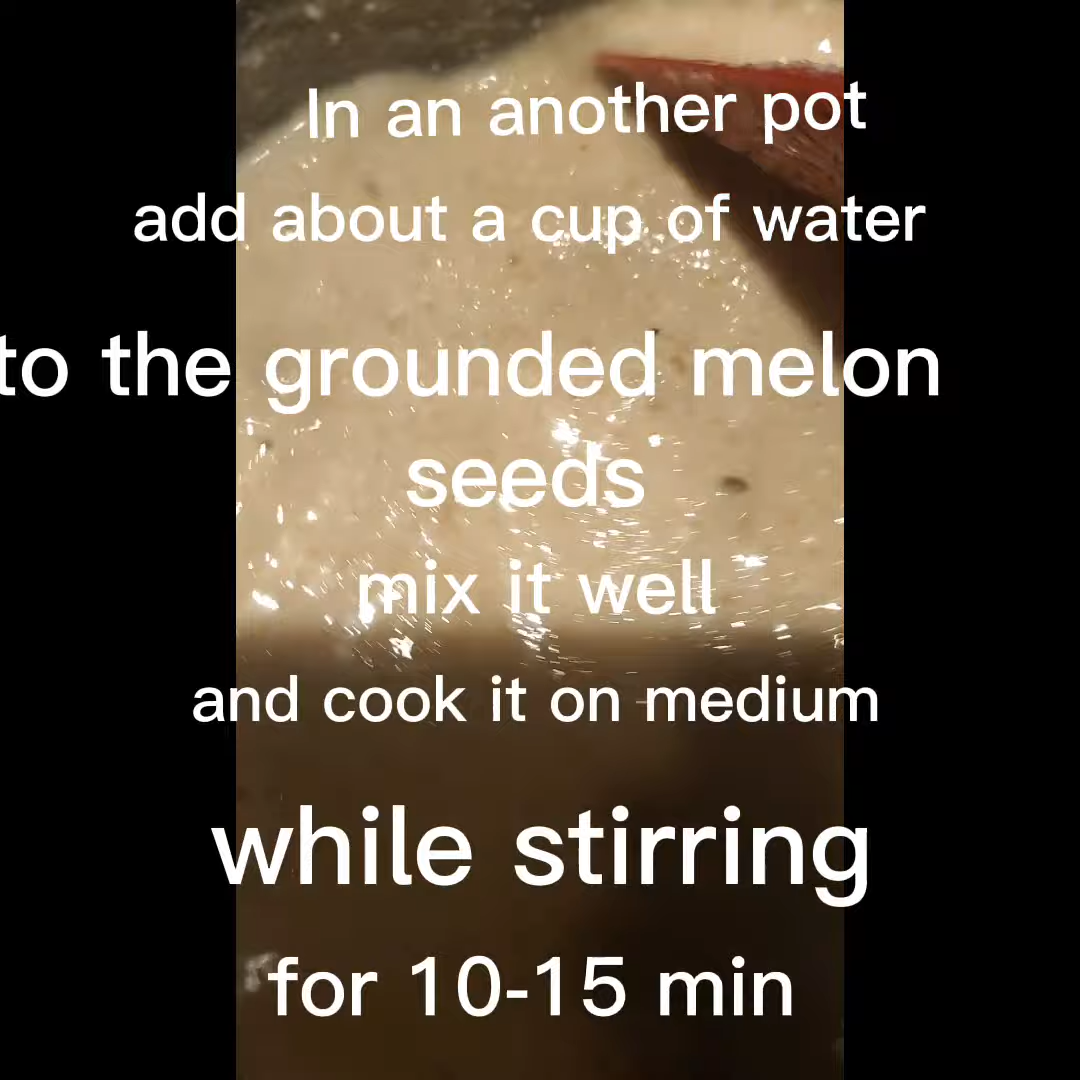 In an another pot
add about a cup of water
to the grounded melon
seeds
mix it well
and cook it on medium
while stirring
for 10-15 min